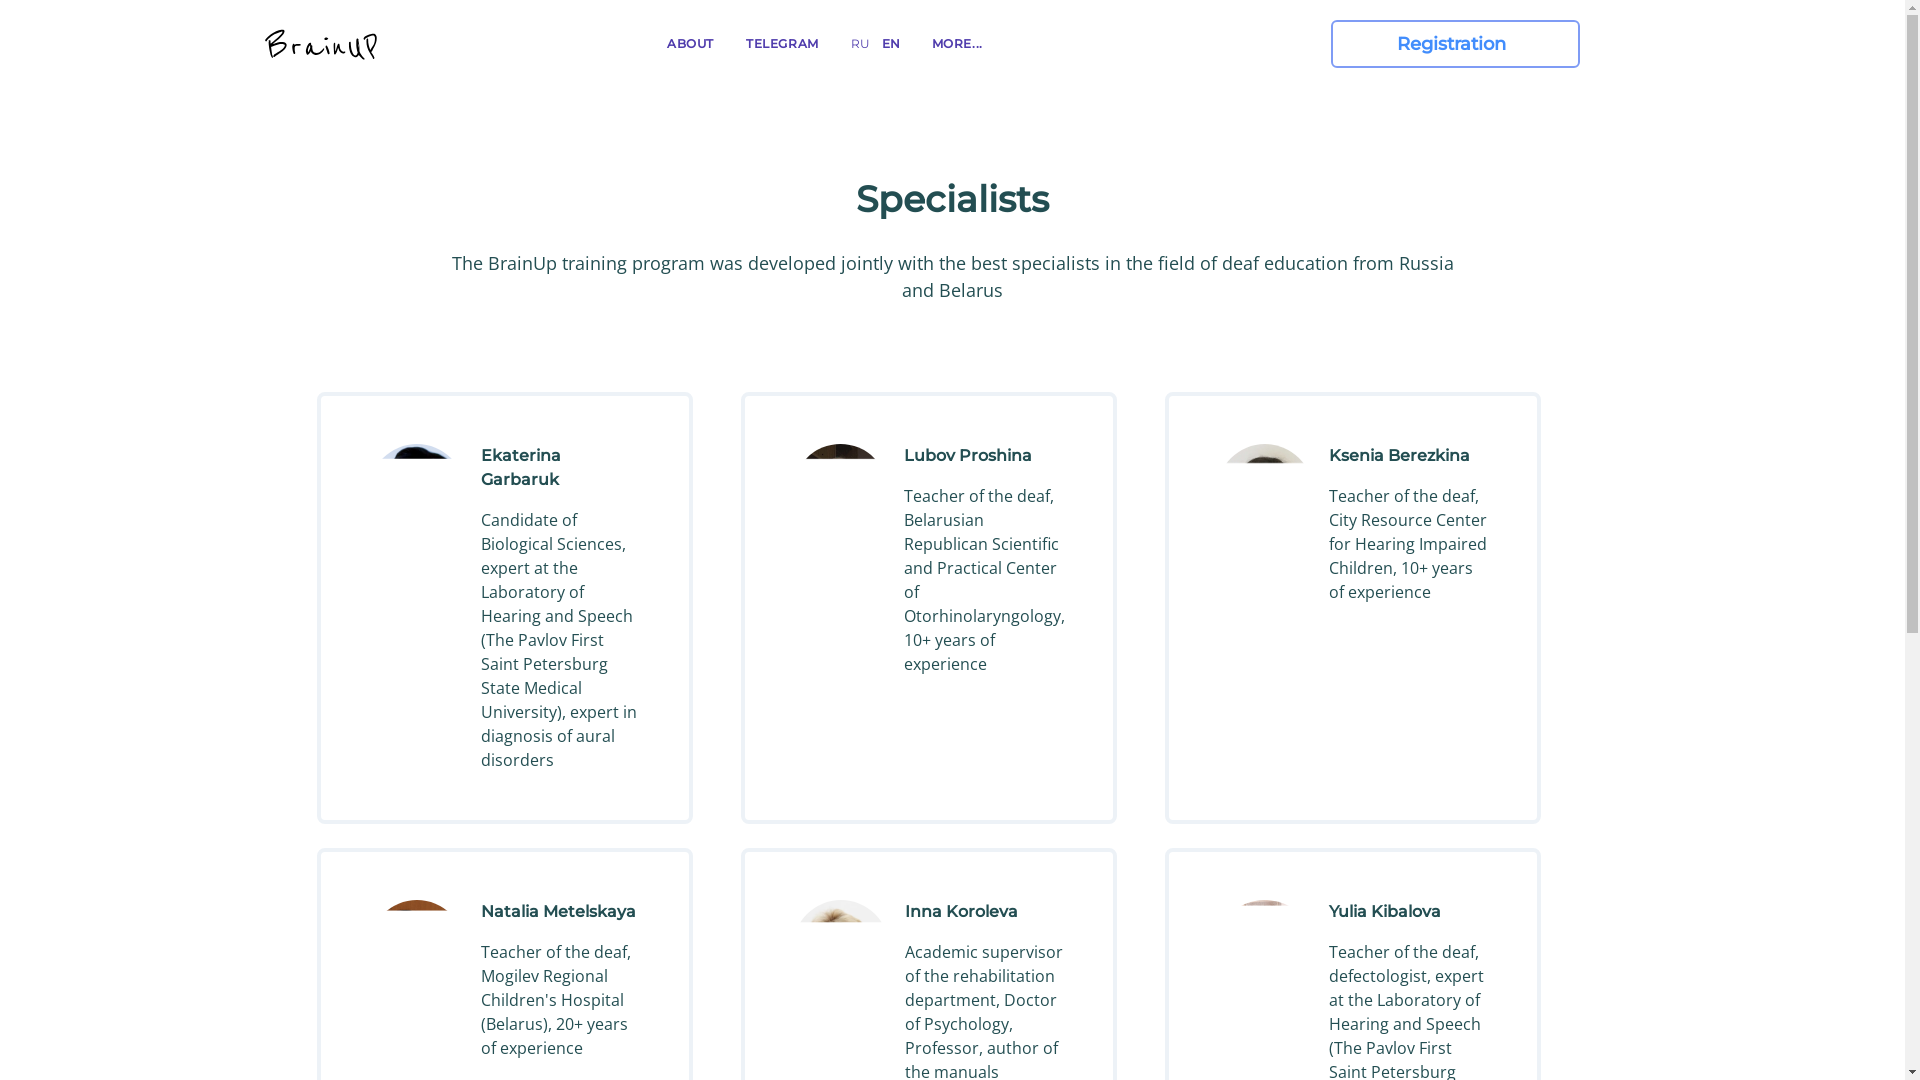 BrainUP
ABOUT
TELEGRAM
RU
EN
MORE...
Registration
Specialists
The BrainUp training program was developed jointly with the best specialists in the field of deaf education from Russia
and Belarus
Ekaterina
Garbaruk
Candidate of
Biological Sciences,
expert at the
Laboratory of
Hearing and Speech
(The Pavlov First
Saint Petersburg
State Medical
University), expert in
diagnosis of aural
disorders
Lubov Proshina
Teacher of the deaf,
Belarusian
Republican Scientific
and Practical Center
of
Otorhinolaryngology,
10+ years of
experience
Ksenia Berezkina
Teacher of the deaf,
City Resource Center
for Hearing Impaired
Children, 10+ years
of experience
Natalia Metelskaya
Teacher of the deaf,
Mogilev Regional
Children's Hospital
(Belarus), 20+ years
of experience
Inna Koroleva
Academic supervisor
of the rehabilitation
department, Doctor
of Psychology,
Professor, author of
the manuals
Yulia Kibalova
Teacher of the deaf,
defectologist, expert
at the Laboratory of
Hearing and Speech
(The Pavlov First
Saint Petersburg